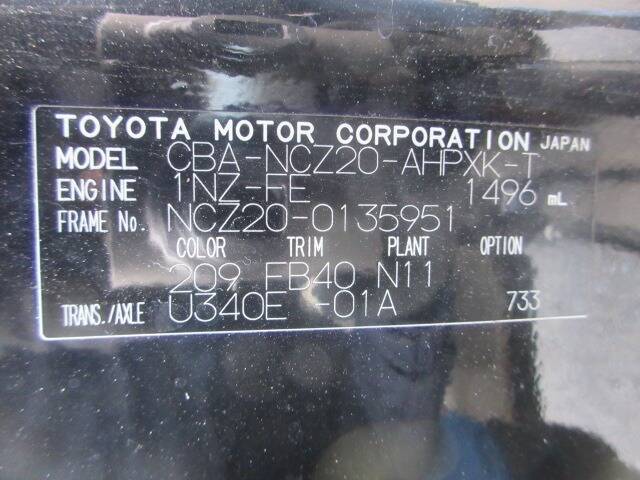 TOYOTA MOTOR CORPORATION JAPAN
MODEL CBA-NCZ20-AHPXK-T
ENGINE 1NZ-FE 1496 mL
FRAME No. NCZ20-0135951
COLOR TRIM PLANT OPTION
209 FB40 N11
TRANS./AXLE U340E -01A 733